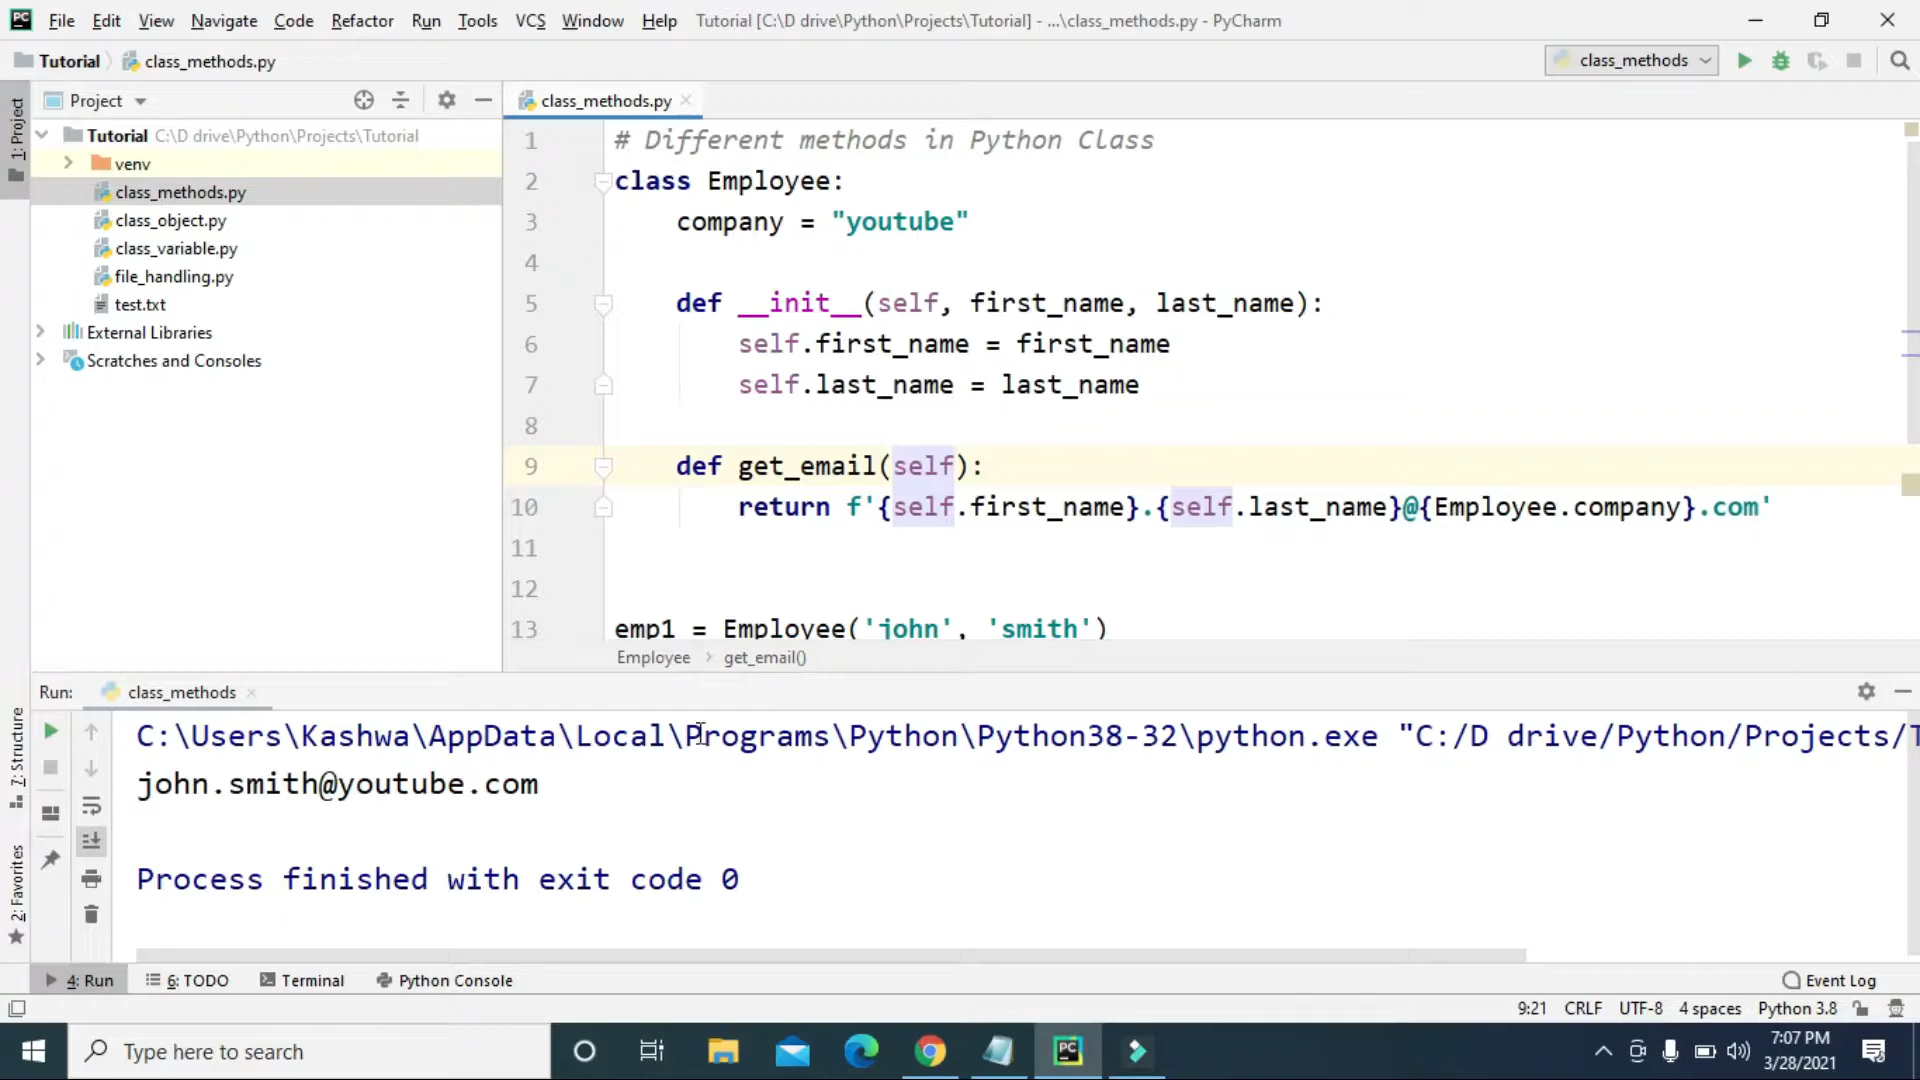 PC File Edit View Navigate Code Refactor Run Tools VCS Window Help Tutorial [C:\D drive\Python\Projects\Tutorial] - ...\class_methods.py - PyCharm
Tutorial class_methods.py class_methods
1: Project
Project
class_methods.py
Tutorial C:\D drive\Python\Projects\Tutorial
venv
class_methods.py
class_object.py
class_variable.py
file_handling.py
test.txt
External Libraries
Scratches and Consoles
1 # Different methods in Python Class
2 class Employee:
3 company = "youtube"
4
5 def __init__(self, first_name, last_name):
6 self.first_name = first_name
7 self.last_name = last_name
8
9 def get_email(self):
10 return f'{self.first_name}.{self.last_name}@{Employee.company}.com'
11
12
13 emp1 = Employee('john', 'smith')
Employee get_email()
Run: class_methods
7: Structure
2: Favorites
C:\Users\Kashwa\AppData\Local\Programs\Python\Python38-32\python.exe "C:/D drive/Python/Projects/T
john.smith@youtube.com
Process finished with exit code 0
4: Run 6: TODO Terminal Python Console Event Log
9:21 CRLF UTF-8 4 spaces Python 3.8
Type here to search
PC
7:07 PM
3/28/2021